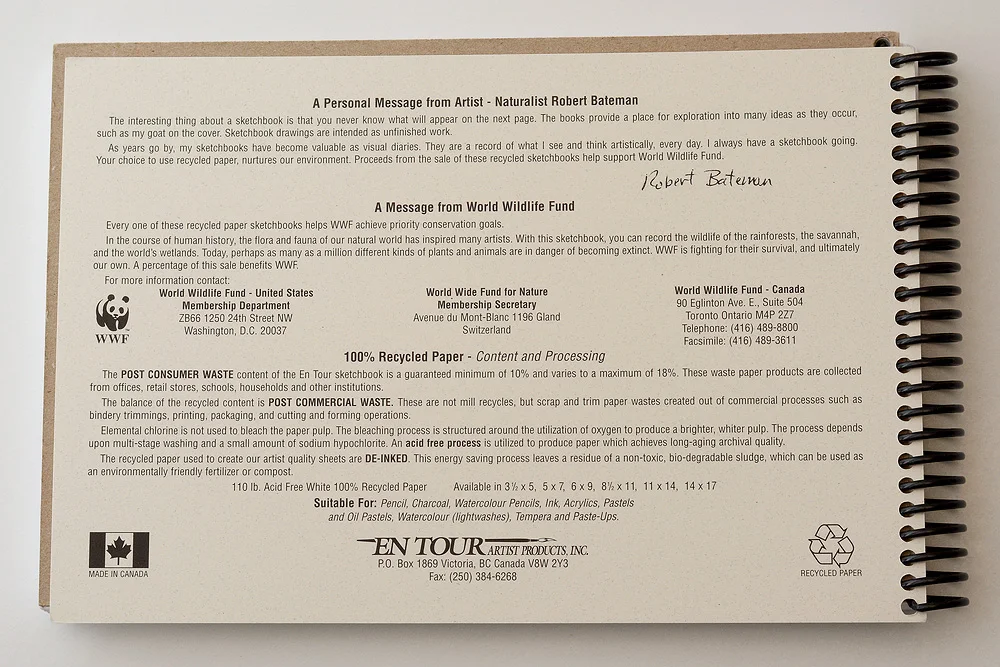 A Personal Message from Artist - Naturalist Robert Bateman
The interesting thing about a sketchbook is that you never know what will appear on the next page. The books provide a place for exploration into many ideas as they occur,
such as my goat on the cover. Sketchbook drawings are intended as unfinished work.
As years go by, my sketchbooks have become valuable as visual diaries. They are a record of what I see and think artistically, every day. I always have a sketchbook going.
Your choice to use recycled paper, nurtures our environment. Proceeds from the sale of these recycled sketchbooks help support World Wildlife Fund.
Robert Bateman
A Message from World Wildlife Fund
Every one of these recycled paper sketchbooks helps WWF achieve priority conservation goals.
In the course of human history, the flora and fauna of our natural world has inspired many artists. With this sketchbook, you can record the wildlife of the rainforests, the savannah,
and the world's wetlands. Today, perhaps as many as a million different kinds of plants and animals are in danger of becoming extinct. WWF is fighting for their survival, and ultimately
our own. A percentage of this sale benefits WWF.
For more information contact:
WWF
World Wildlife Fund - United States
Membership Department
ZB66 1250 24th Street NW
Washington, D.C. 20037
World Wide Fund for Nature
Membership Secretary
Avenue du Mont-Blanc 1196 Gland
Switzerland
World Wildlife Fund - Canada
90 Eglinton Ave. E., Suite 504
Toronto Ontario M4P 2Z7
Telephone: (416) 489-8800
Facsimile: (416) 489-3611
100% Recycled Paper - Content and Processing
The POST CONSUMER WASTE content of the En Tour sketchbook is a guaranteed minimum of 10% and varies to a maximum of 18%. These waste paper products are collected
from offices, retail stores, schools, households and other institutions.
The balance of the recycled content is POST COMMERCIAL WASTE. These are not mill recycles, but scrap and trim paper wastes created out of commercial processes such as
bindery trimmings, printing, packaging, and cutting and forming operations.
Elemental chlorine is not used to bleach the paper pulp. The bleaching process is structured around the utilization of oxygen to produce a brighter, whiter pulp. The process depends
upon multi-stage washing and a small amount of sodium hypochlorite. An acid free process is utilized to produce paper which achieves long-aging archival quality.
The recycled paper used to create our artist quality sheets are DE-INKED. This energy saving process leaves a residue of a non-toxic, bio-degradable sludge, which can be used as
an environmentally friendly fertilizer or compost.
110 lb. Acid Free White 100% Recycled Paper Available in 3½ x 5, 5 x 7, 6 x 9, 8½ x 11, 11 x 14, 14 x 17
Suitable For: Pencil, Charcoal, Watercolour Pencils, Ink, Acrylics, Pastels
and Oil Pastels, Watercolour (lightwashes), Tempera and Paste-Ups.
EN TOUR ARTIST PRODUCTS, INC.
P.O. Box 1869 Victoria, BC Canada V8W 2Y3
Fax: (250) 384-6268
MADE IN CANADA
RECYCLED PAPER